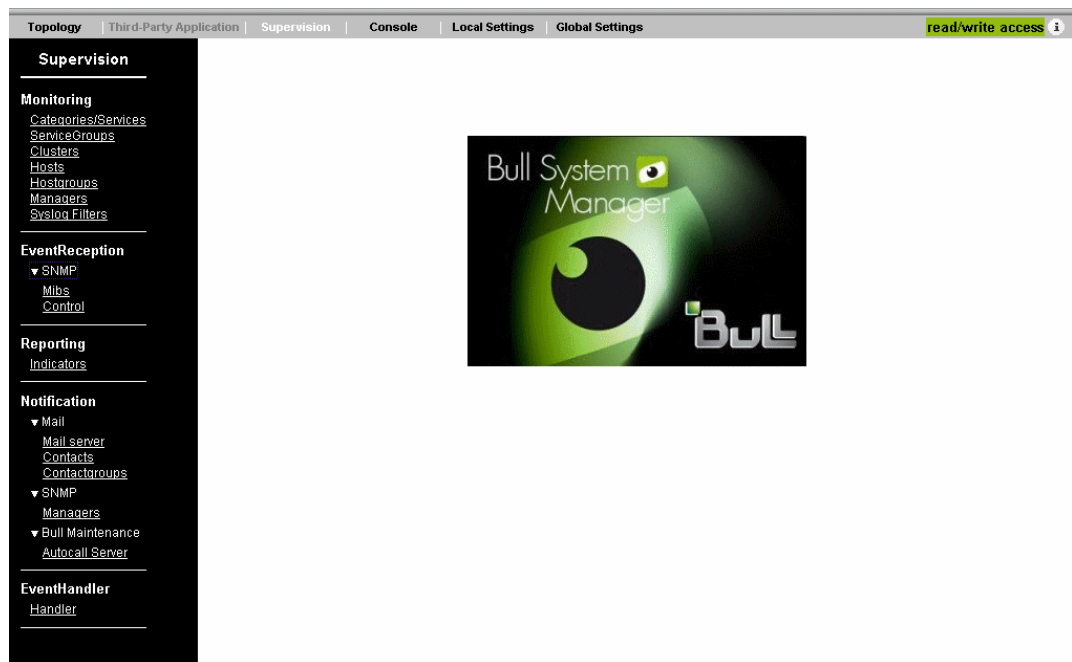 Topology | Third-Party Application | Supervision | Console | Local Settings | Global Settings read/write access i
Supervision
Monitoring
Categories/Services
ServiceGroups
Clusters
Hosts
Hostgroups
Managers
Syslog Filters
EventReception
▼ SNMP
Mibs
Control
Reporting
Indicators
Notification
▼ Mail
Mail server
Contacts
Contactgroups
▼ SNMP
Managers
▼ Bull Maintenance
Autocall Server
EventHandler
Handler
Bull System
Manager
Bull